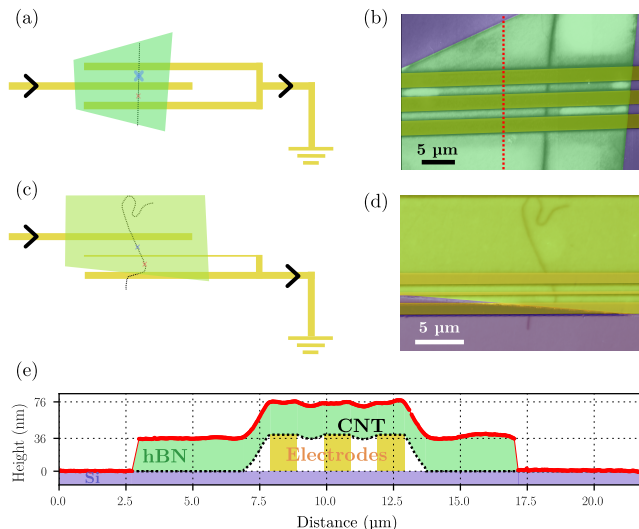 (a)
(b)
5 μm
(c)
(d)
5 μm
(e)
Height (nm)
76
36
0
CNT
hBN
Electrodes
Si
0.0 2.5 5.0 7.5 10.0 12.5 15.0 17.5 20.0
Distance (μm)